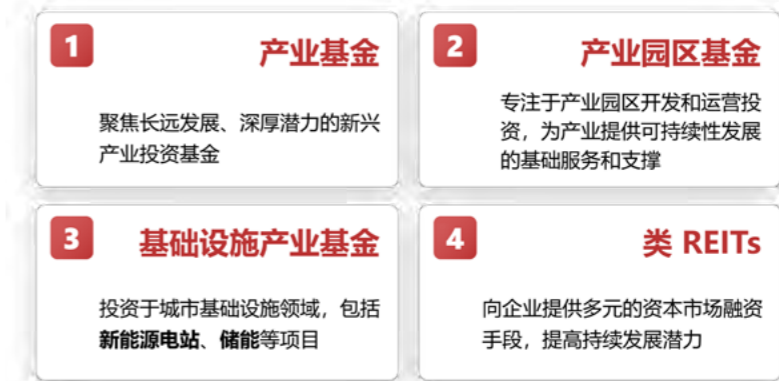 1
产业基金
聚焦长远发展、深厚潜力的新兴
产业投资基金
2
产业园区基金
专注于产业园区开发和运营投
资，为产业提供可持续性发展
的基础服务和支撑
3
基础设施产业基金
投资于城市基础设施领域，包括
新能源电站、储能等项目
4
类 REITs
向企业提供多元的资本市场融资
手段，提高持续发展潜力